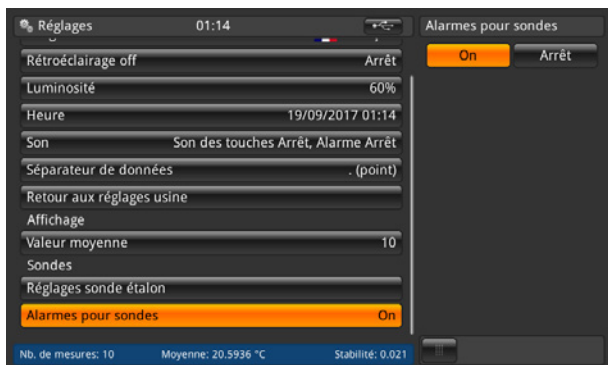 Réglages 01:14
Rétroéclairage off Arrêt
Luminosité 60%
Heure 19/09/2017 01:14
Son Son des touches Arrêt, Alarme Arrêt
Séparateur de données . (point)
Retour aux réglages usine
Affichage
Valeur moyenne 10
Sondes
Réglages sonde étalon
Alarmes pour sondes On
Nb. de mesures: 10 Moyenne: 20.5936 °C Stabilité: 0.021
Alarmes pour sondes
On Arrêt